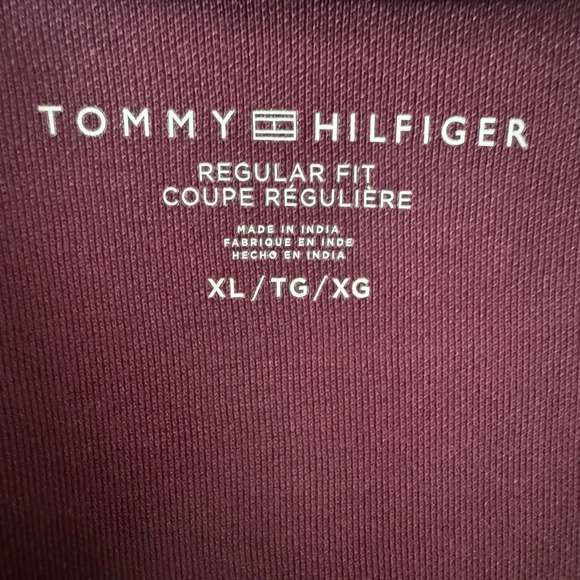 TOMMY HILFIGER
REGULAR FIT
COUPE RÉGULIÈRE
MADE IN INDIA
FABRIQUE EN INDE
HECHO EN INDIA
XL / TG / XG